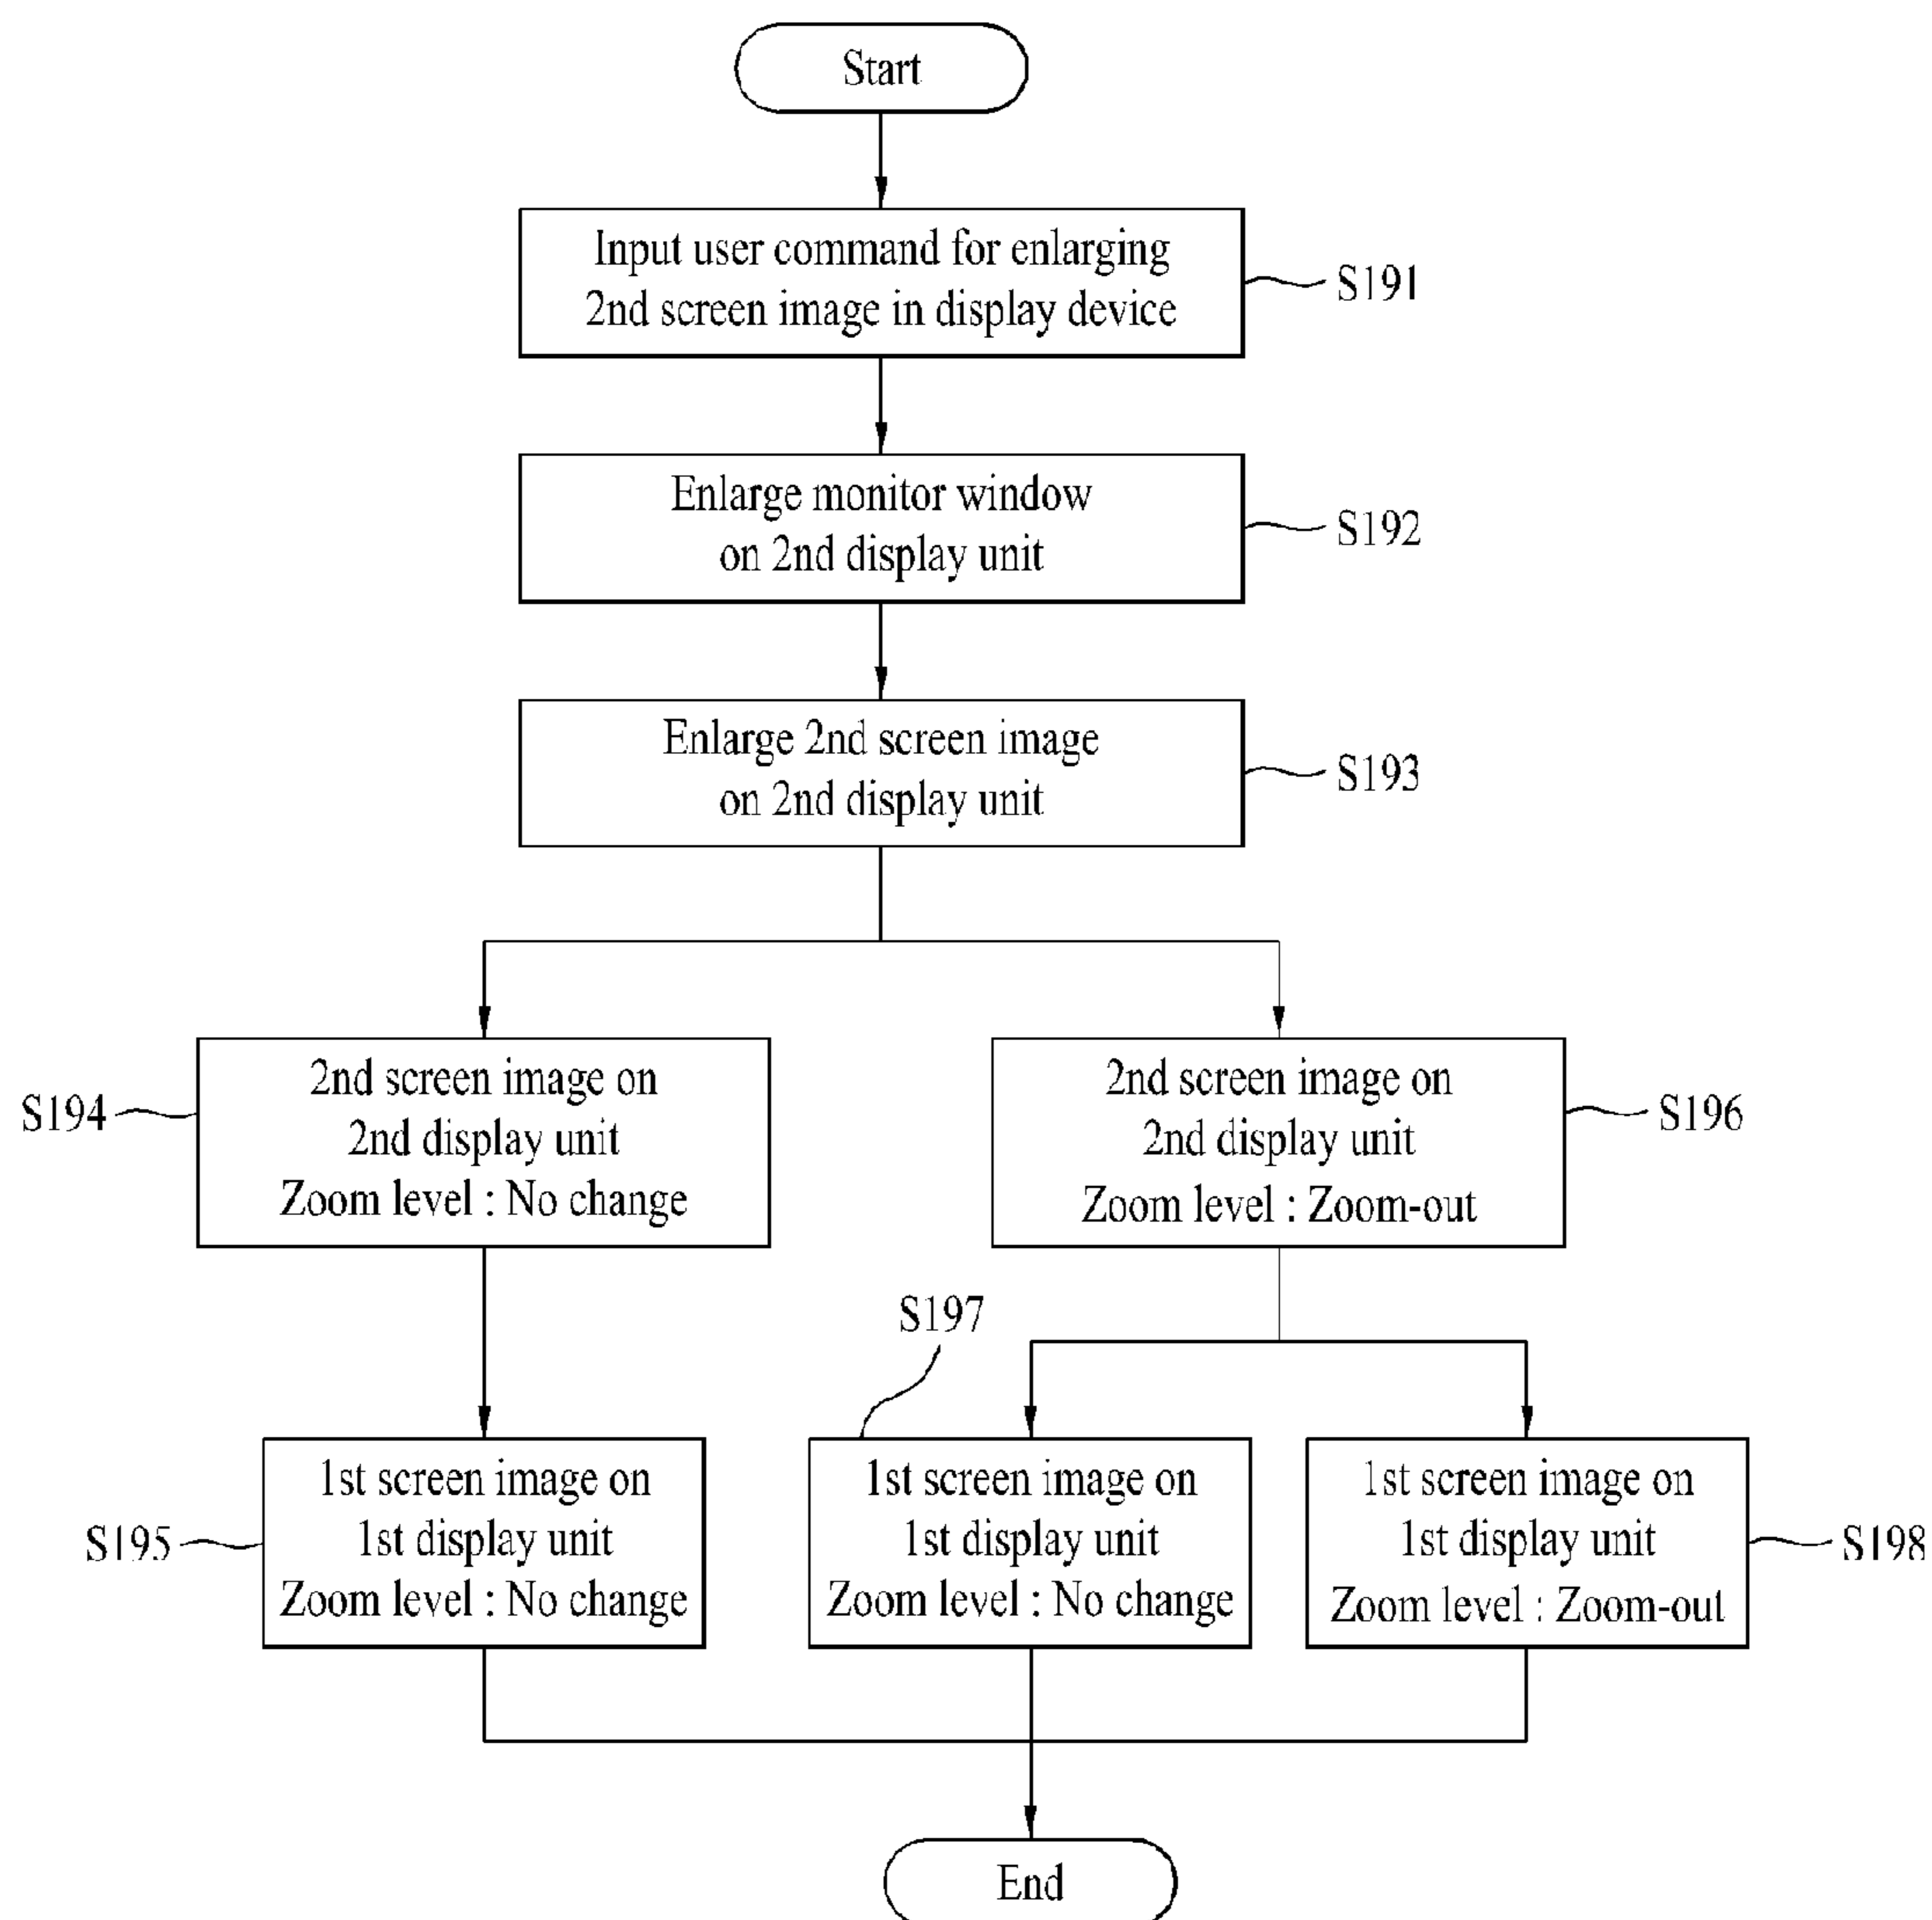 Start
Input user command for enlarging
2nd screen image in display device
S191
Enlarge monitor window
on 2nd display unit
S192
Enlarge 2nd screen image
on 2nd display unit
S193
S194
2nd screen image on
2nd display unit
Zoom level : No change
2nd screen image on
2nd display unit
Zoom level : Zoom-out
S196
S195
1st screen image on
1st display unit
Zoom level : No change
S197
1st screen image on
1st display unit
Zoom level : No change
1st screen image on
1st display unit
Zoom level : Zoom-out
S198
End